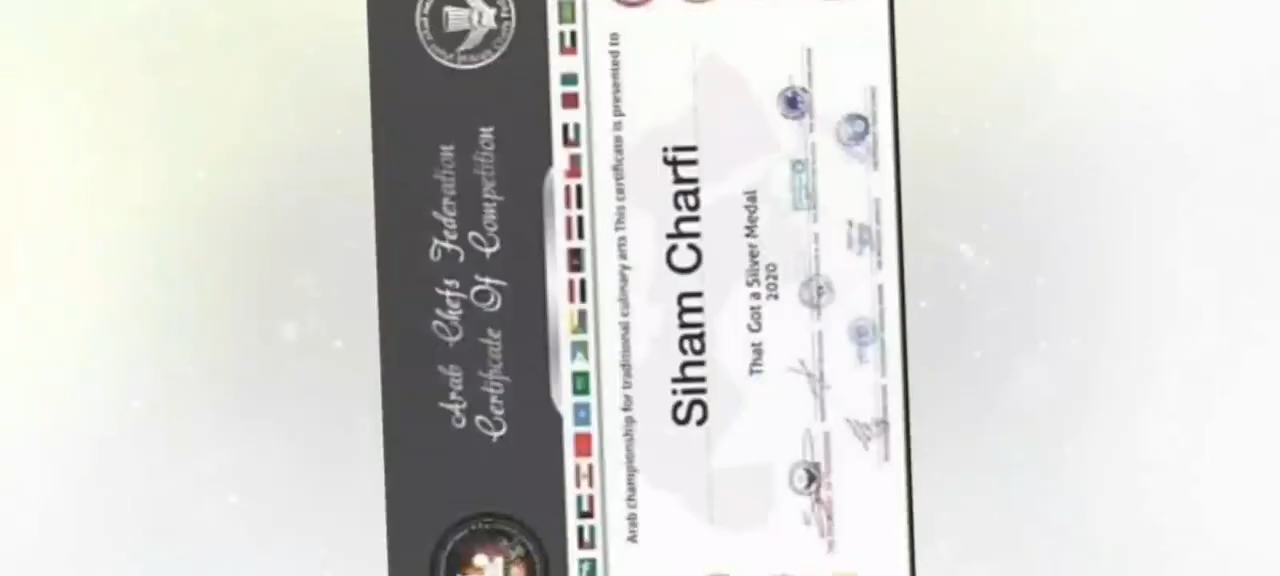 Arab Chefs Federation
Certificate Of Competition
Arab championship for traditional culinary arts This certificate is presented to
Siham Charfi
That Got a Silver Medal
2020